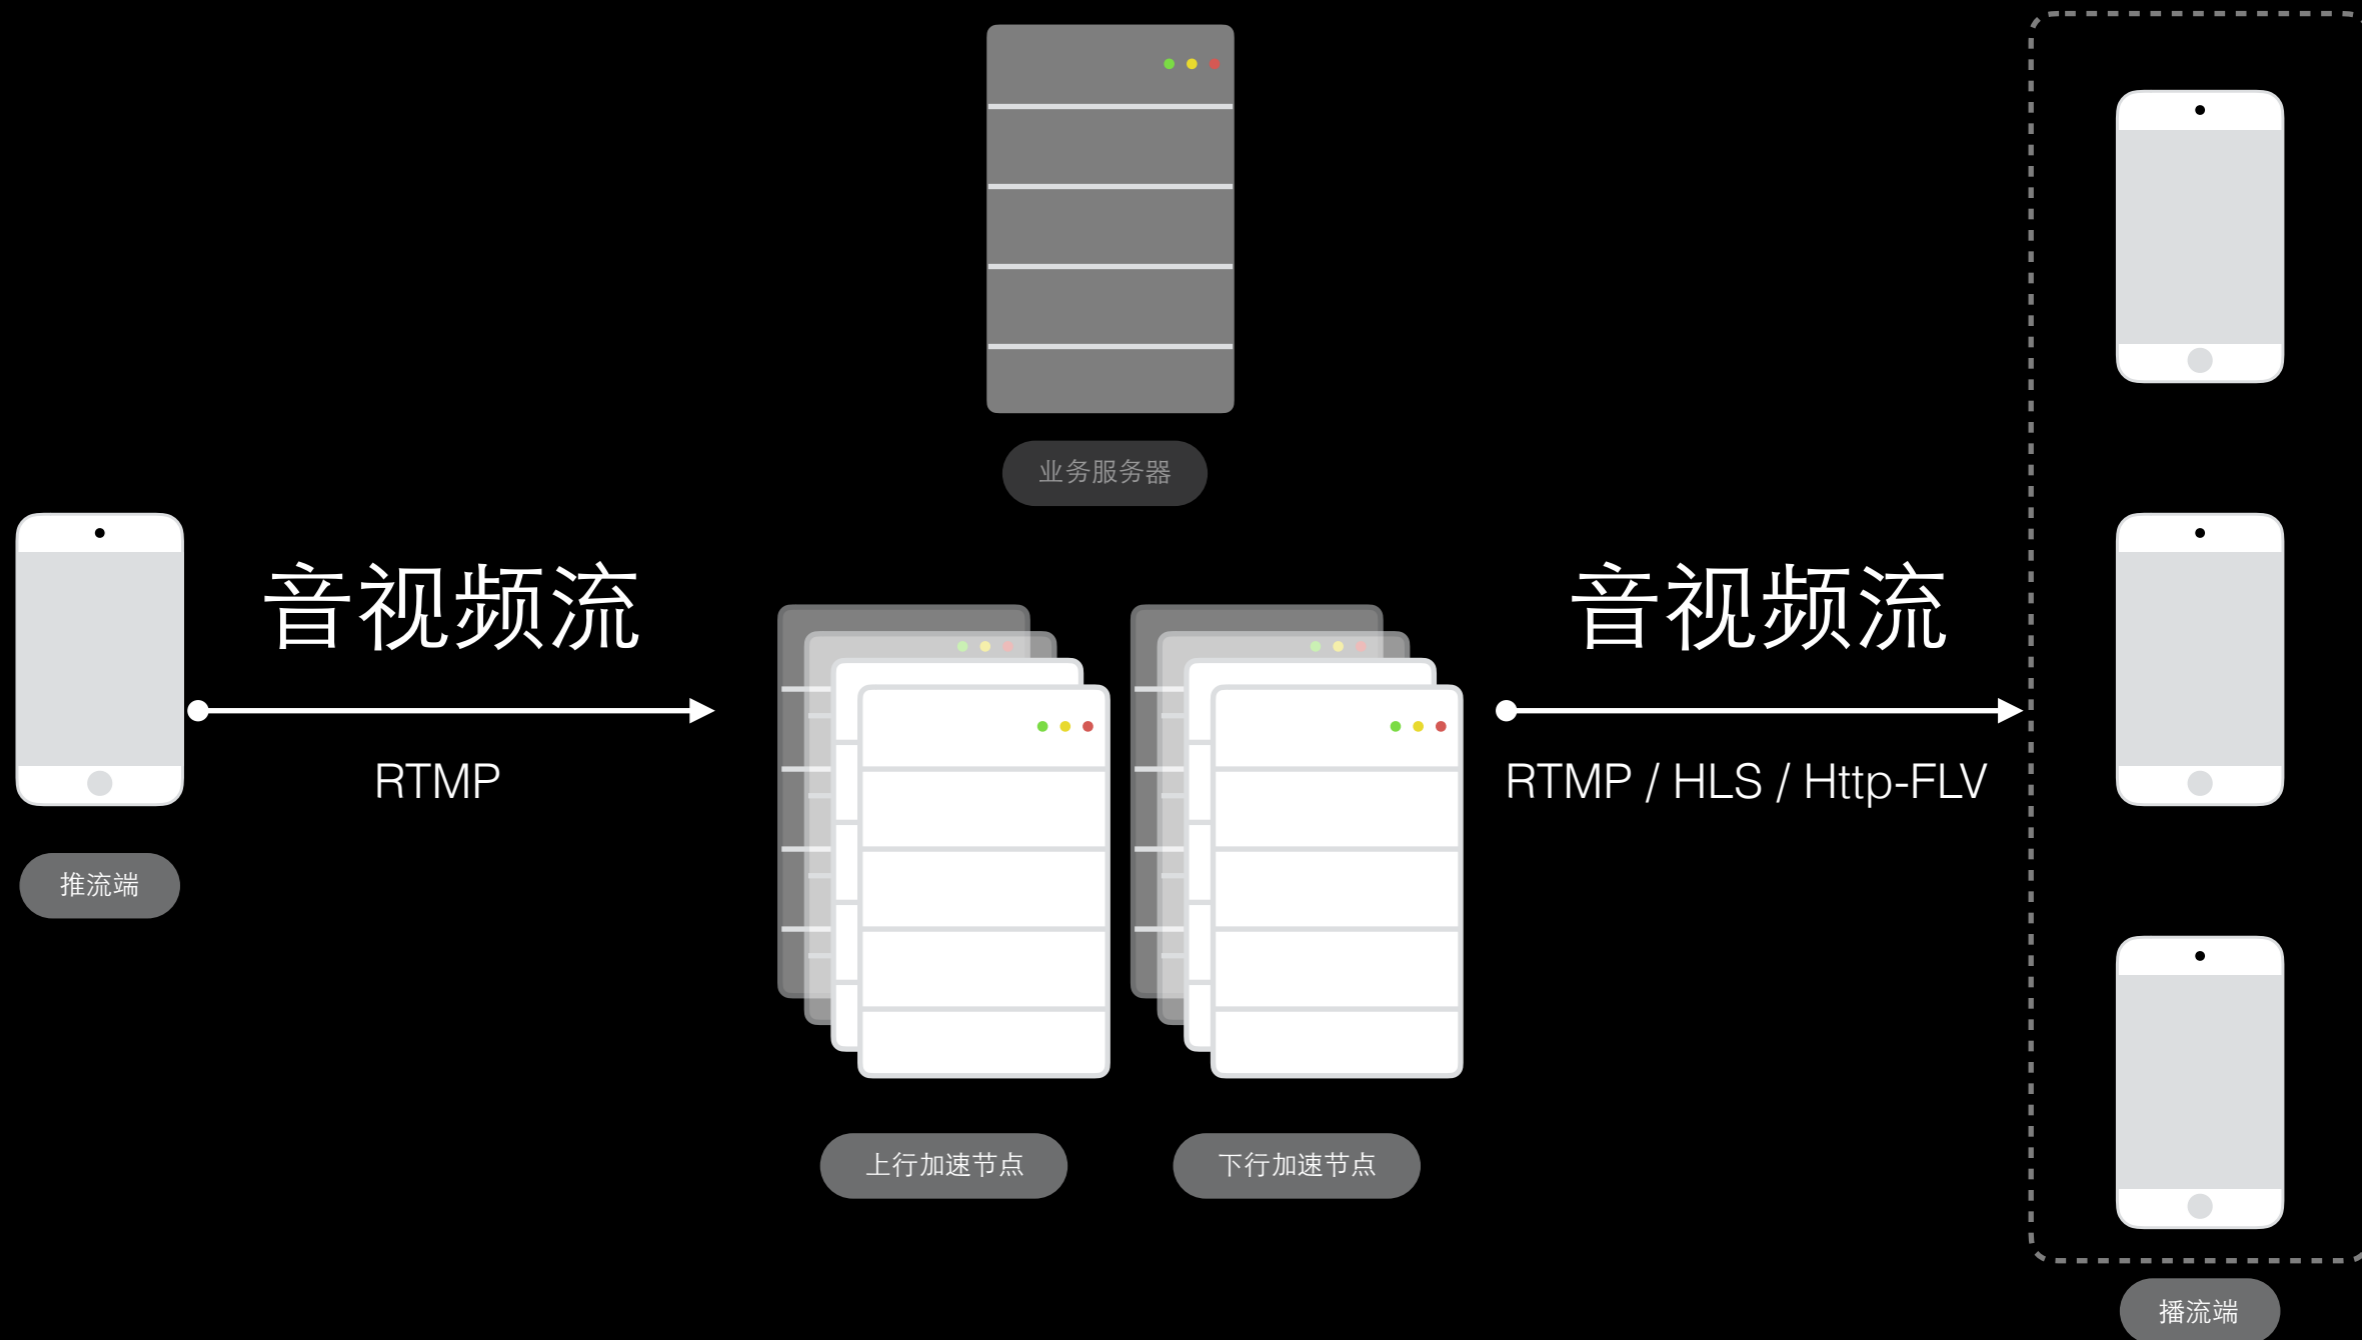 业务服务器
音视频流
RTMP
推流端
上行加速节点
下行加速节点
音视频流
RTMP / HLS / Http-FLV
播流端